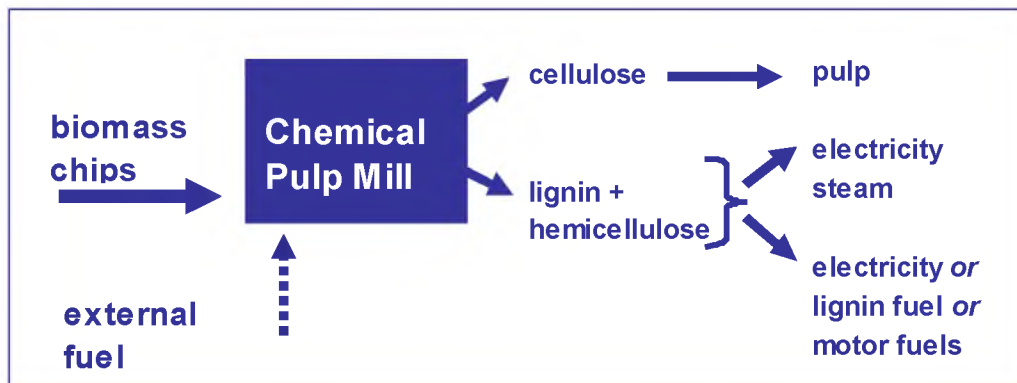 biomass
chips
external
fuel
Chemical
Pulp Mill
cellulose
pulp
lignin +
hemicellulose
electricity
steam
electricity or
lignin fuel or
motor fuels